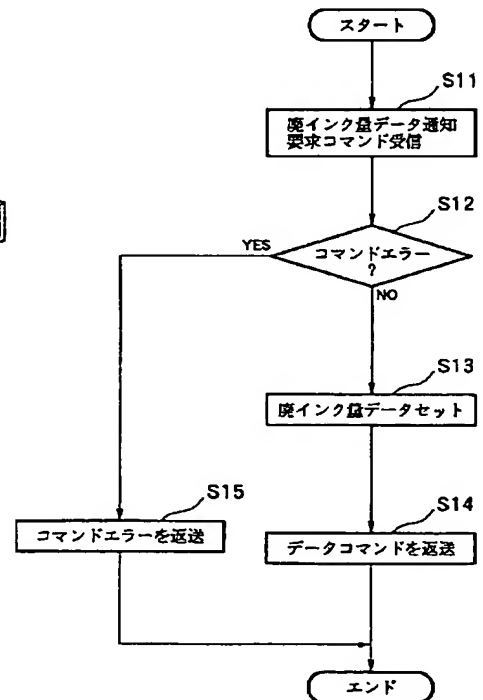 スタート
S11
廃インク量データ通知
要求コマンド受信
S12
コマンドエラー
?
YES
NO
S13
廃インク量データセット
S15
コマンドエラーを返送
S14
データコマンドを返送
エンド